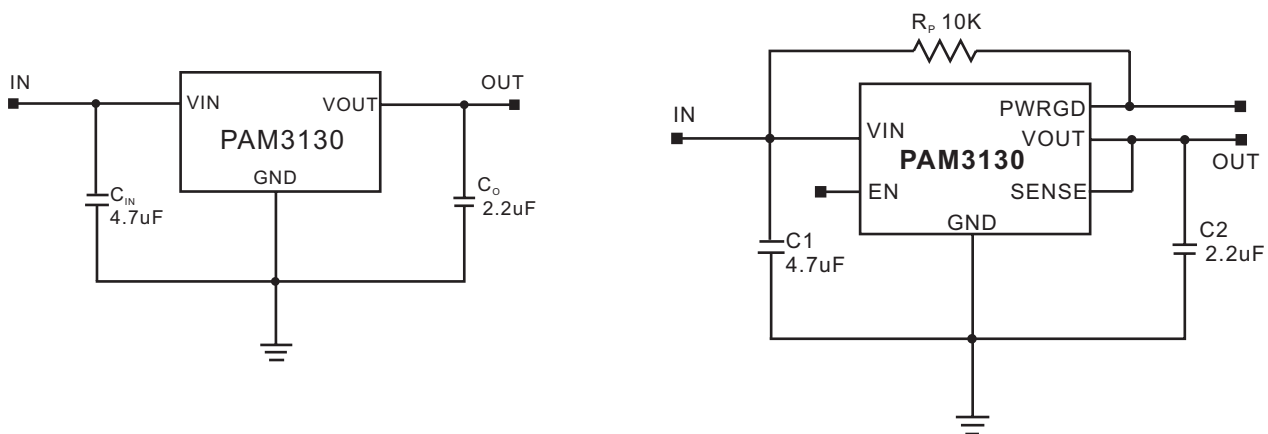 IN
VIN
VOUT
OUT
PAM3130
GND
CIN
4.7uF
CO
2.2uF
RP 10K
IN
VIN
PWRGD
VOUT
OUT
PAM3130
EN
SENSE
GND
C1
4.7uF
C2
2.2uF